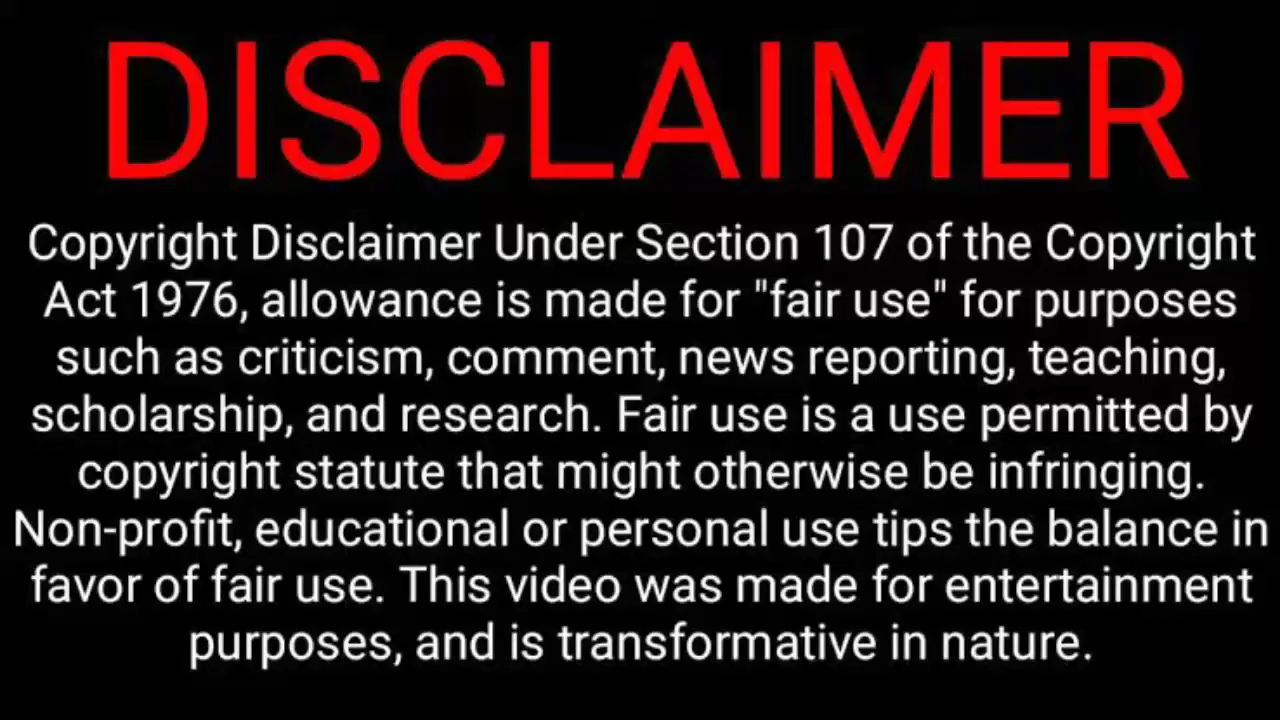 DISCLAIMER
Copyright Disclaimer Under Section 107 of the Copyright
Act 1976, allowance is made for "fair use" for purposes
such as criticism, comment, news reporting, teaching,
scholarship, and research. Fair use is a use permitted by
copyright statute that might otherwise be infringing.
Non-profit, educational or personal use tips the balance in
favor of fair use. This video was made for entertainment
purposes, and is transformative in nature.